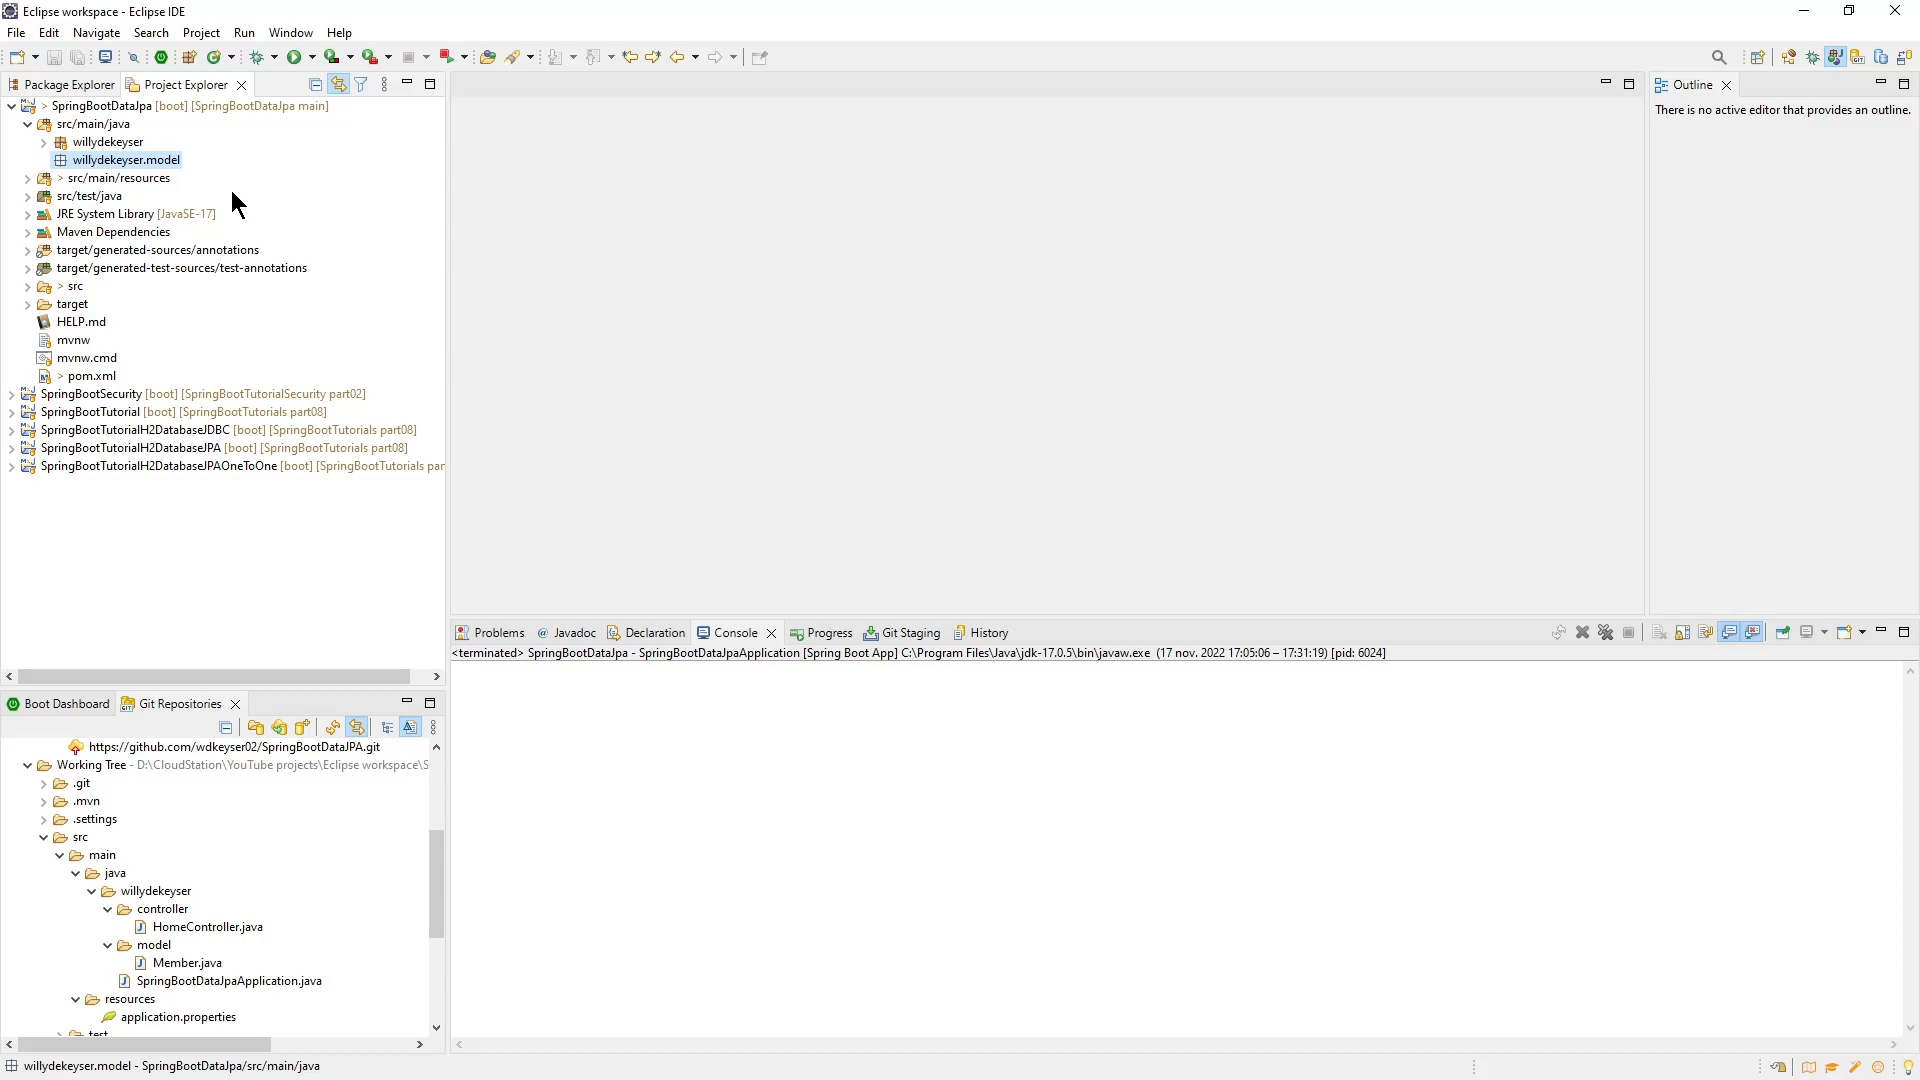 Eclipse workspace - Eclipse IDE
File Edit Navigate Search Project Run Window Help
Package Explorer Project Explorer
> SpringBootDataJpa [boot] [SpringBootDataJpa main]
src/main/java
willydekeyser
willydekeyser.model
> src/main/resources
src/test/java
JRE System Library [JavaSE-17]
Maven Dependencies
target/generated-sources/annotations
target/generated-test-sources/test-annotations
> src
target
HELP.md
mvnw
mvnw.cmd
> pom.xml
SpringBootSecurity [boot] [SpringBootTutorialSecurity part02]
SpringBootTutorial [boot] [SpringBootTutorials part08]
SpringBootTutorialH2DatabaseJDBC [boot] [SpringBootTutorials part08]
SpringBootTutorialH2DatabaseJPA [boot] [SpringBootTutorials part08]
SpringBootTutorialH2DatabaseJPAOneToOne [boot] [SpringBootTutorials par
Outline
There is no active editor that provides an outline.
Problems @ Javadoc Declaration Console Progress Git Staging History
<terminated> SpringBootDataJpa - SpringBootDataJpaApplication [Spring Boot App] C:\Program Files\Java\jdk-17.0.5\bin\javaw.exe (17 nov. 2022 17:05:06 – 17:31:19) [pid: 6024]
Boot Dashboard Git Repositories
https://github.com/wdkeyser02/SpringBootDataJPA.git
Working Tree - D:\CloudStation\YouTube projects\Eclipse workspace\S
.git
.mvn
.settings
src
main
java
willydekeyser
controller
HomeController.java
model
Member.java
SpringBootDataJpaApplication.java
resources
application.properties
test
willydekeyser.model - SpringBootDataJpa/src/main/java